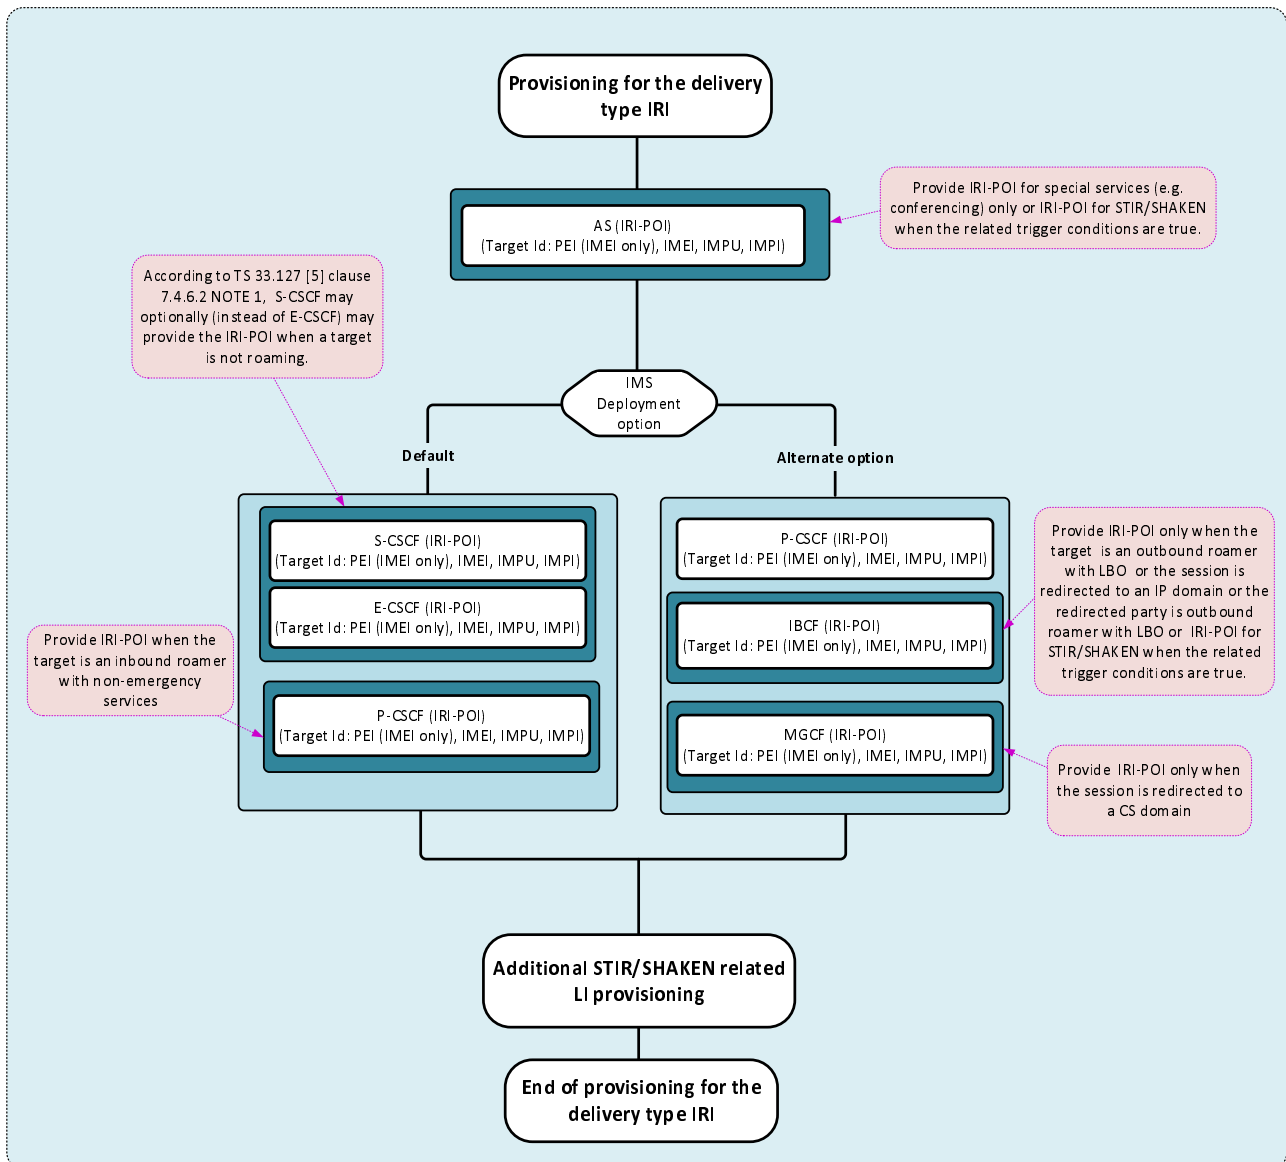 Provisioning for the delivery
type IRI
Provide IRI-POI for special services (e.g.
conferencing) only or IRI-POI for STIR/SHAKEN
when the related trigger conditions are true.
AS (IRI-POI)
(Target Id: PEI (IMEI only), IMEI, IMPU, IMPI)
According to TS 33.127 [5] clause
7.4.6.2 NOTE 1, S-CSCF may
optionally (instead of E-CSCF) may
provide the IRI-POI when a target
is not roaming.
IMS
Deployment
option
Default
Alternate option
S-CSCF (IRI-POI)
(Target Id: PEI (IMEI only), IMEI, IMPU, IMPI)
E-CSCF (IRI-POI)
(Target Id: PEI (IMEI only), IMEI, IMPU, IMPI)
Provide IRI-POI when the
target is an inbound roamer
with non-emergency
services
P-CSCF (IRI-POI)
(Target Id: PEI (IMEI only), IMEI, IMPU, IMPI)
P-CSCF (IRI-POI)
(Target Id: PEI (IMEI only), IMEI, IMPU, IMPI)
IBCF (IRI-POI)
(Target Id: PEI (IMEI only), IMEI, IMPU, IMPI)
Provide IRI-POI only when the
target is an outbound roamer
with LBO or the session is
redirected to an IP domain or the
redirected party is outbound
roamer with LBO or IRI-POI for
STIR/SHAKEN when the related
trigger conditions are true.
MGCF (IRI-POI)
(Target Id: PEI (IMEI only), IMEI, IMPU, IMPI)
Provide IRI-POI only when
the session is redirected to
a CS domain
Additional STIR/SHAKEN related
LI provisioning
End of provisioning for the
delivery type IRI